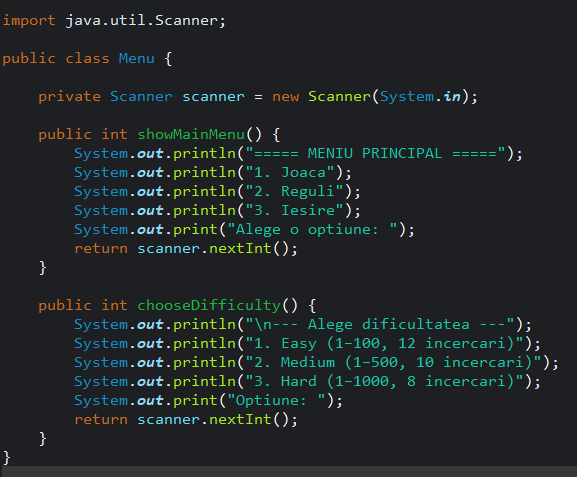 import java.util.Scanner;
public class Menu {
private Scanner scanner = new Scanner(System.in);
public int showMainMenu() {
System.out.println("===== MENIU PRINCIPAL =====");
System.out.println("1. Joaca");
System.out.println("2. Reguli");
System.out.println("3. Iesire");
System.out.print("Alege o optiune: ");
return scanner.nextInt();
}
public int chooseDifficulty() {
System.out.println("\n--- Alege dificultatea ---");
System.out.println("1. Easy (1–100, 12 incercari)");
System.out.println("2. Medium (1–500, 10 incercari)");
System.out.println("3. Hard (1–1000, 8 incercari)");
System.out.print("Optiune: ");
return scanner.nextInt();
}
}